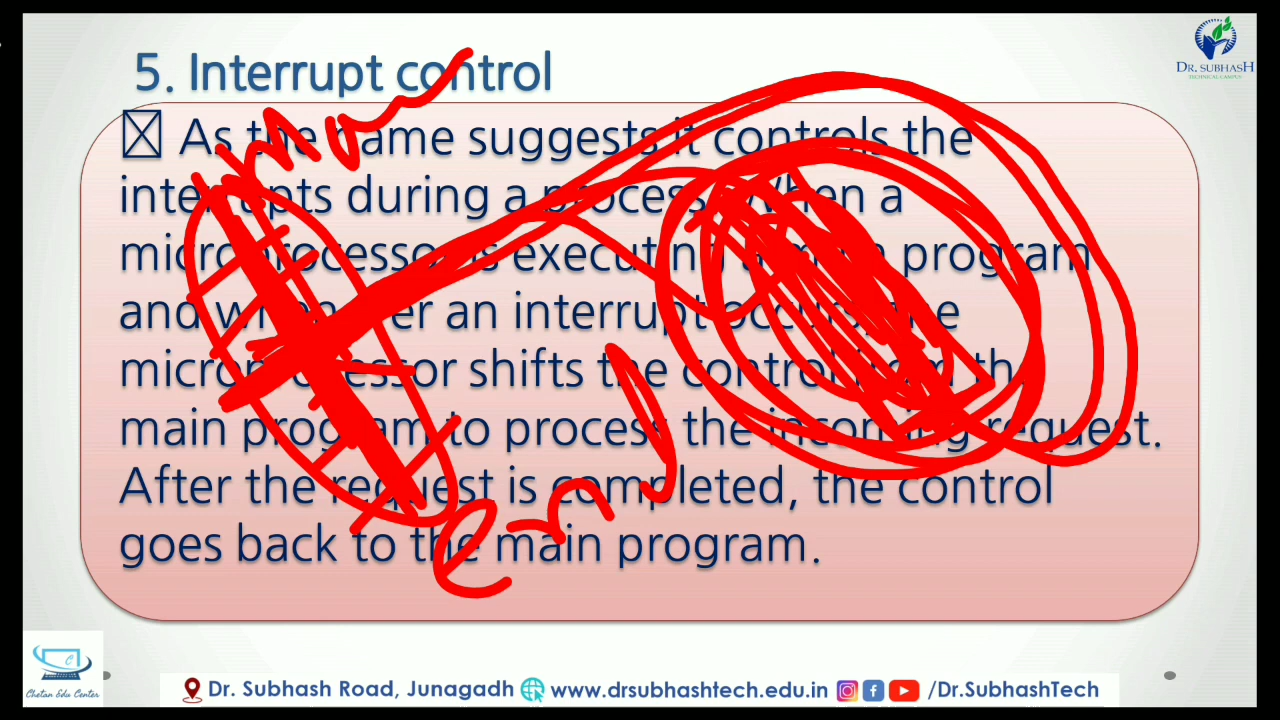 5. Interrupt control
As the name suggests it controls the
interrupts during a process. When a
microprocessor is executing a main program
and whenever an interrupt occurs, the
microprocessor shifts the control from the
main program to process the incoming request.
After the request is completed, the control
goes back to the main program.
DR. SUBHASH
TECHNICAL CAMPUS
Chetan Edu Center
Dr. Subhash Road, Junagadh www.drsubhashtech.edu.in /Dr.SubhashTech